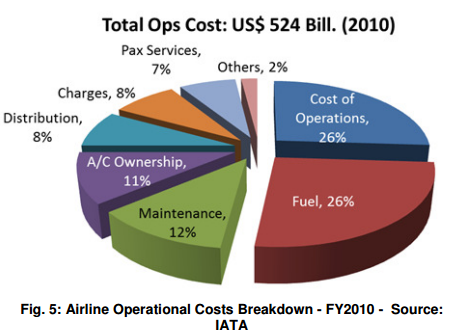 Total Ops Cost: US$ 524 Bill. (2010)
Pax Services,
7%
Others, 2%
Charges, 8%
Distribution,
8%
A/C Ownership,
11%
Maintenance,
12%
Cost of
Operations,
26%
Fuel, 26%
Fig. 5: Airline Operational Costs Breakdown - FY2010 - Source:
IATA